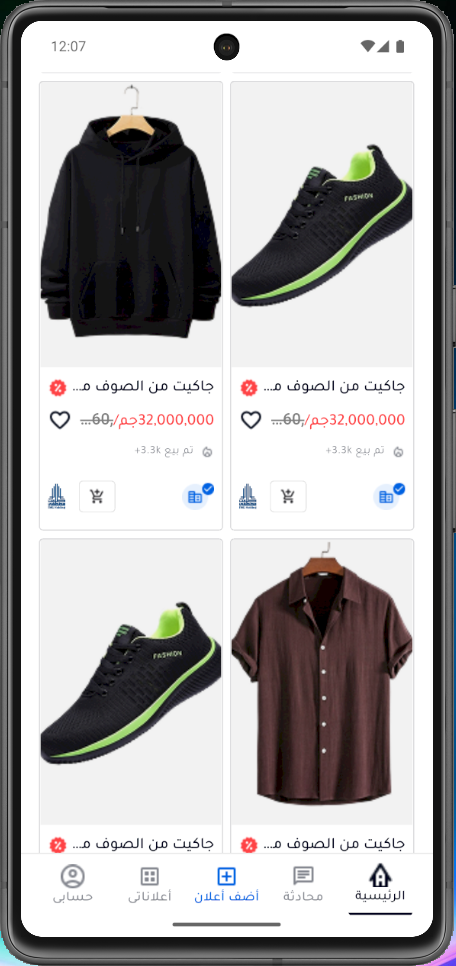 12:07
FASHION
جاكيت من الصوف م...
جاكيت من الصوف م...
32,000,000جم/60,...
32,000,000جم/60,...
تم بيع 3.3k+
تم بيع 3.3k+
FASHION
جاكيت من الصوف م...
جاكيت من الصوف م...
الرئيسية
محادثة
أضف أعلان
أعلاناتى
حسابى